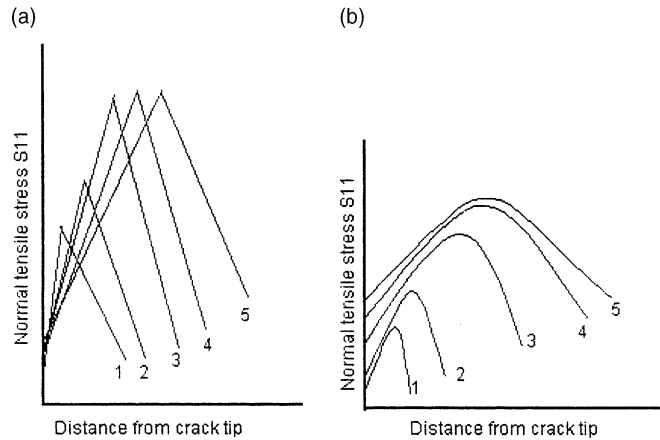 (a)
Normal tensile stress S11
1
2
3
4
5
Distance from crack tip
(b)
Normal tensile stress S11
1
2
3
4
5
Distance from crack tip